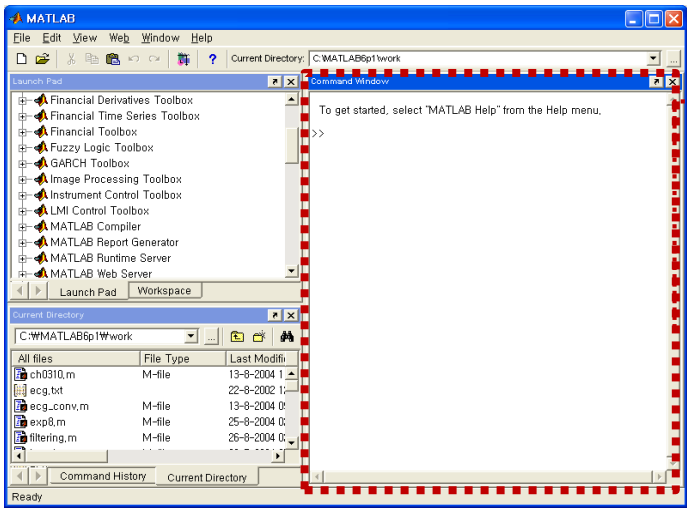 MATLAB
File Edit View Web Window Help
? Current Directory: C:\MATLAB6p1\work ...
Launch Pad
Financial Derivatives Toolbox
Financial Time Series Toolbox
Financial Toolbox
Fuzzy Logic Toolbox
GARCH Toolbox
Image Processing Toolbox
Instrument Control Toolbox
LMI Control Toolbox
MATLAB Compiler
MATLAB Report Generator
MATLAB Runtime Server
MATLAB Web Server
Launch Pad Workspace
Current Directory
C:₩MATLAB6p1₩work ...
All files File Type Last Modifi
ch0310.m M-file 13-8-2004 1
ecg.txt 22-8-2002 1
ecg_conv.m M-file 13-8-2004
exp8.m M-file 25-8-2004
filtering.m M-file 26-8-2004
Command History Current Directory
Command Window
To get started, select "MATLAB Help" from the Help menu.
>>
Ready